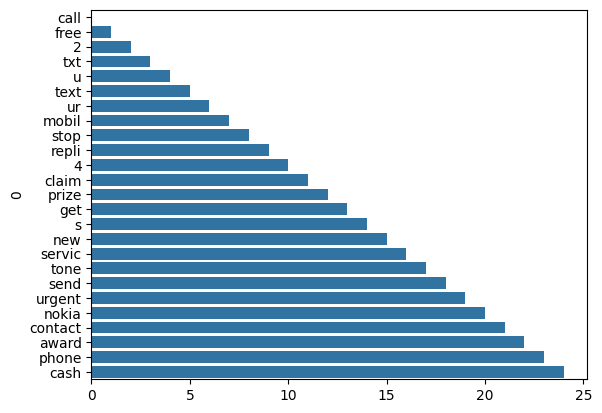 call
free
2
txt
u
text
ur
mobil
stop
repli
4
claim
prize
get
s
new
servic
tone
send
urgent
nokia
contact
award
phone
cash
0
0 5 10 15 20 25